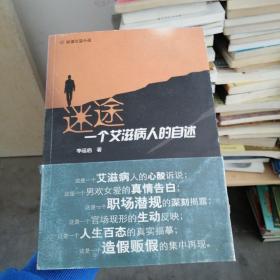 迷途
一个艾滋病人的自述
著
这是一个艾滋病人的心酸诉说；
这是一个男欢女爱的真情告白；
这是一个职场潜规的深刻揭露；
这是一个官场现形的生动反映；
这是一个人生百态的真实描摹；
这是一个造假贩假的集中再现。